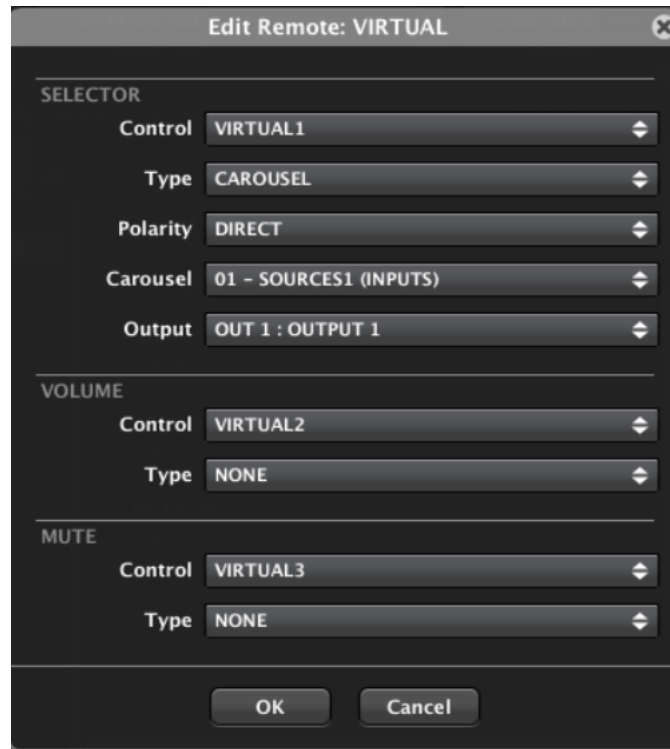 Edit Remote: VIRTUAL
SELECTOR
Control VIRTUAL1
Type CAROUSEL
Polarity DIRECT
Carousel 01 – SOURCES1 (INPUTS)
Output OUT 1 : OUTPUT 1
VOLUME
Control VIRTUAL2
Type NONE
MUTE
Control VIRTUAL3
Type NONE
OK Cancel